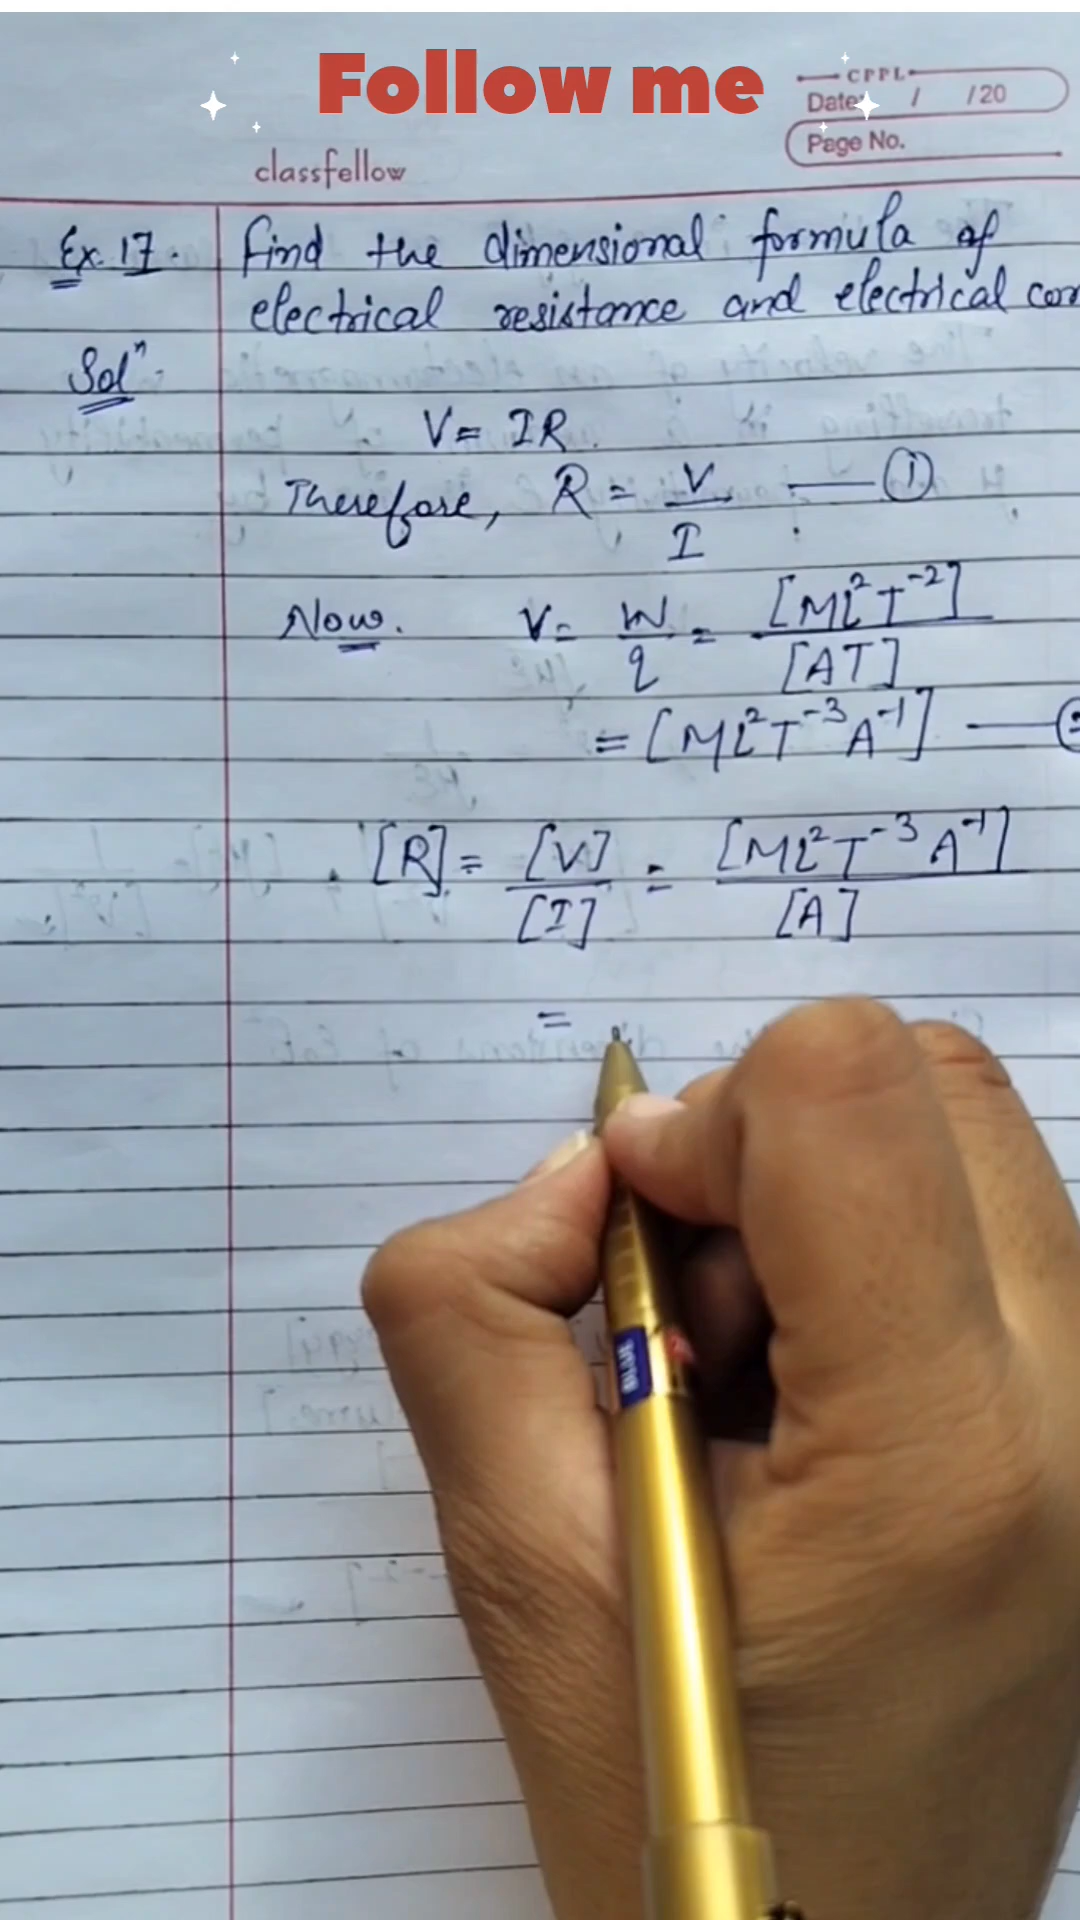 Follow me
CPPL
Date / /20
Page No.
classfellow
Ex. 17. Find the dimensional formula of
electrical resistance and electrical con
Solⁿ.
V = IR.
Therefore, R = V/I —— ①
Now. V = W/q = [ML²T⁻²]/[AT]
= [ML²T⁻³A⁻¹] ——
[R] = [V]/[I] = [ML²T⁻³A⁻¹]/[A]
=
BLUE